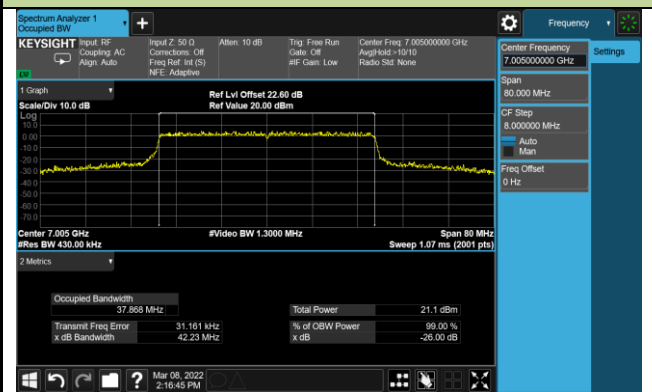 Spectrum Analyzer 1
Occupied BW
+
Frequency
KEYSIGHT
Input: RF
Coupling: AC
Align: Auto
Input Z: 50 Ω
Corrections: Off
Freq Ref: Int (S)
NFE: Adaptive
Atten: 10 dB
Trig: Free Run
Gate: Off
#IF Gain: Low
Center Freq: 7.005000000 GHz
Avg|Hold:>10/10
Radio Std: None
Center Frequency
7.005000000 GHz
Settings
Span
80.000 MHz
CF Step
8.000000 MHz
Auto
Man
Freq Offset
0 Hz
1 Graph
Ref Lvl Offset 22.60 dB
Scale/Div 10.0 dB
Ref Value 20.00 dBm
Log
10.0
0.00
-10.0
-20.0
-30.0
-40.0
-50.0
-60.0
-70.0
Center 7.005 GHz
#Video BW 1.3000 MHz
Span 80 MHz
#Res BW 430.00 kHz
Sweep 1.07 ms (2001 pts)
2 Metrics
Occupied Bandwidth
37.868 MHz
Total Power
21.1 dBm
Transmit Freq Error
31.161 kHz
% of OBW Power
99.00 %
x dB Bandwidth
42.23 MHz
x dB
-26.00 dB
?
Mar 08, 2022
2:16:45 PM